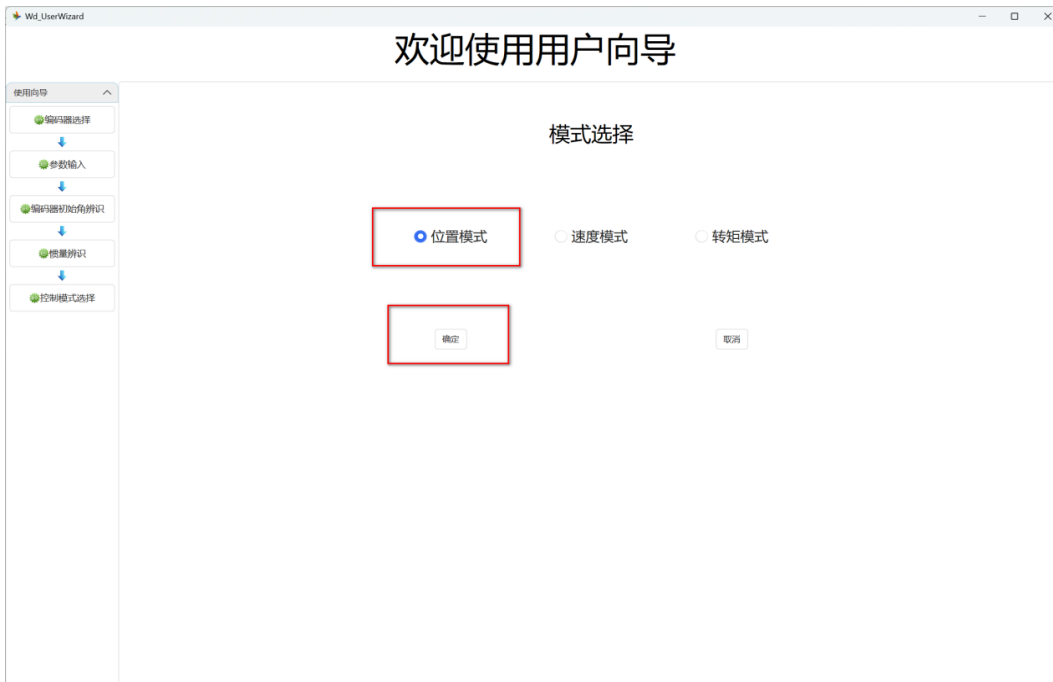 Wd_UserWizard
欢迎使用用户向导
使用向导
编码器选择
参数输入
编码器初始角辨识
惯量辨识
控制模式选择
模式选择
位置模式 速度模式 转矩模式
确定 取消